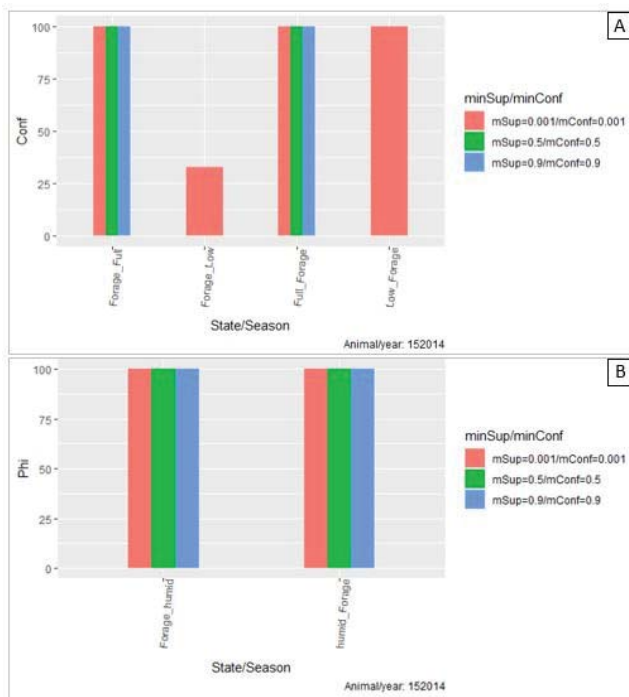 A
100
75
50
25
0
Conf
Forage_Full
Forage_Low
Full_Forage
Low_Forage
State/Season
Animal/year: 152014
minSup/minConf
mSup=0.001/mConf=0.001
mSup=0.5/mConf=0.5
mSup=0.9/mConf=0.9
B
100
75
50
25
0
Phi
Forage_humid
humid_Forage
State/Season
Animal/year: 152014
minSup/minConf
mSup=0.001/mConf=0.001
mSup=0.5/mConf=0.5
mSup=0.9/mConf=0.9